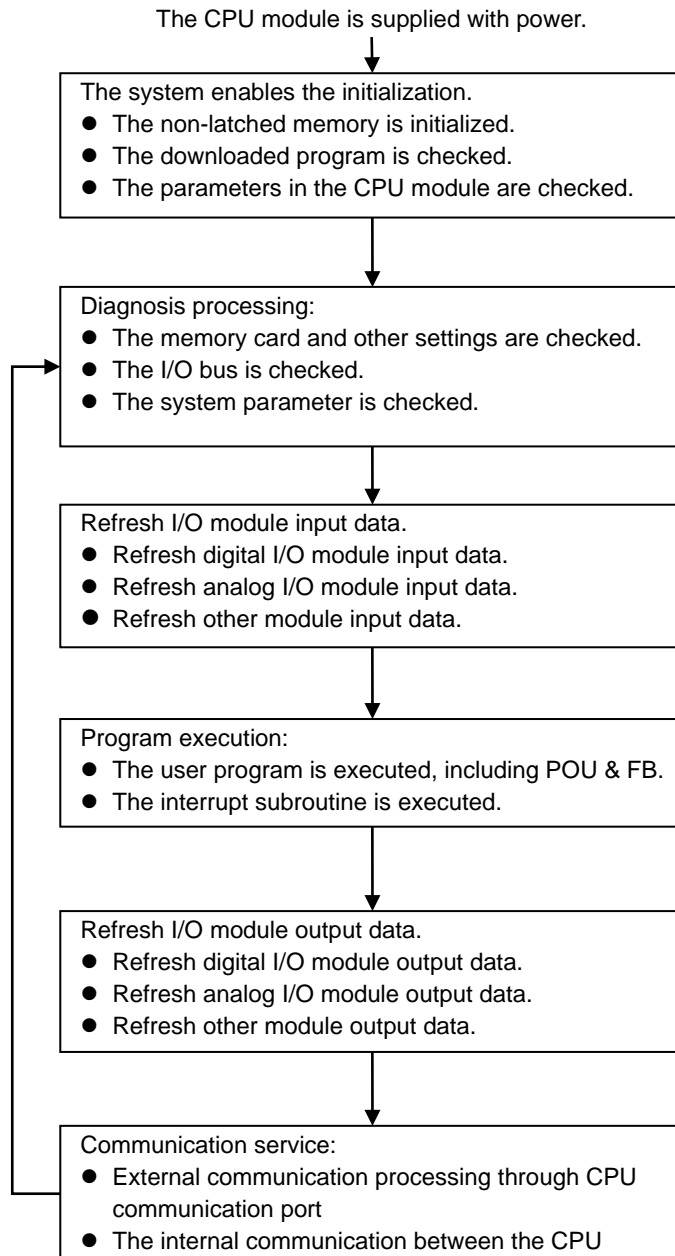 The CPU module is supplied with power.
The system enables the initialization.
● The non-latched memory is initialized.
● The downloaded program is checked.
● The parameters in the CPU module are checked.
Diagnosis processing:
● The memory card and other settings are checked.
● The I/O bus is checked.
● The system parameter is checked.
Refresh I/O module input data.
● Refresh digital I/O module input data.
● Refresh analog I/O module input data.
● Refresh other module input data.
Program execution:
● The user program is executed, including POU & FB.
● The interrupt subroutine is executed.
Refresh I/O module output data.
● Refresh digital I/O module output data.
● Refresh analog I/O module output data.
● Refresh other module output data.
Communication service:
● External communication processing through CPU
communication port
● The internal communication between the CPU